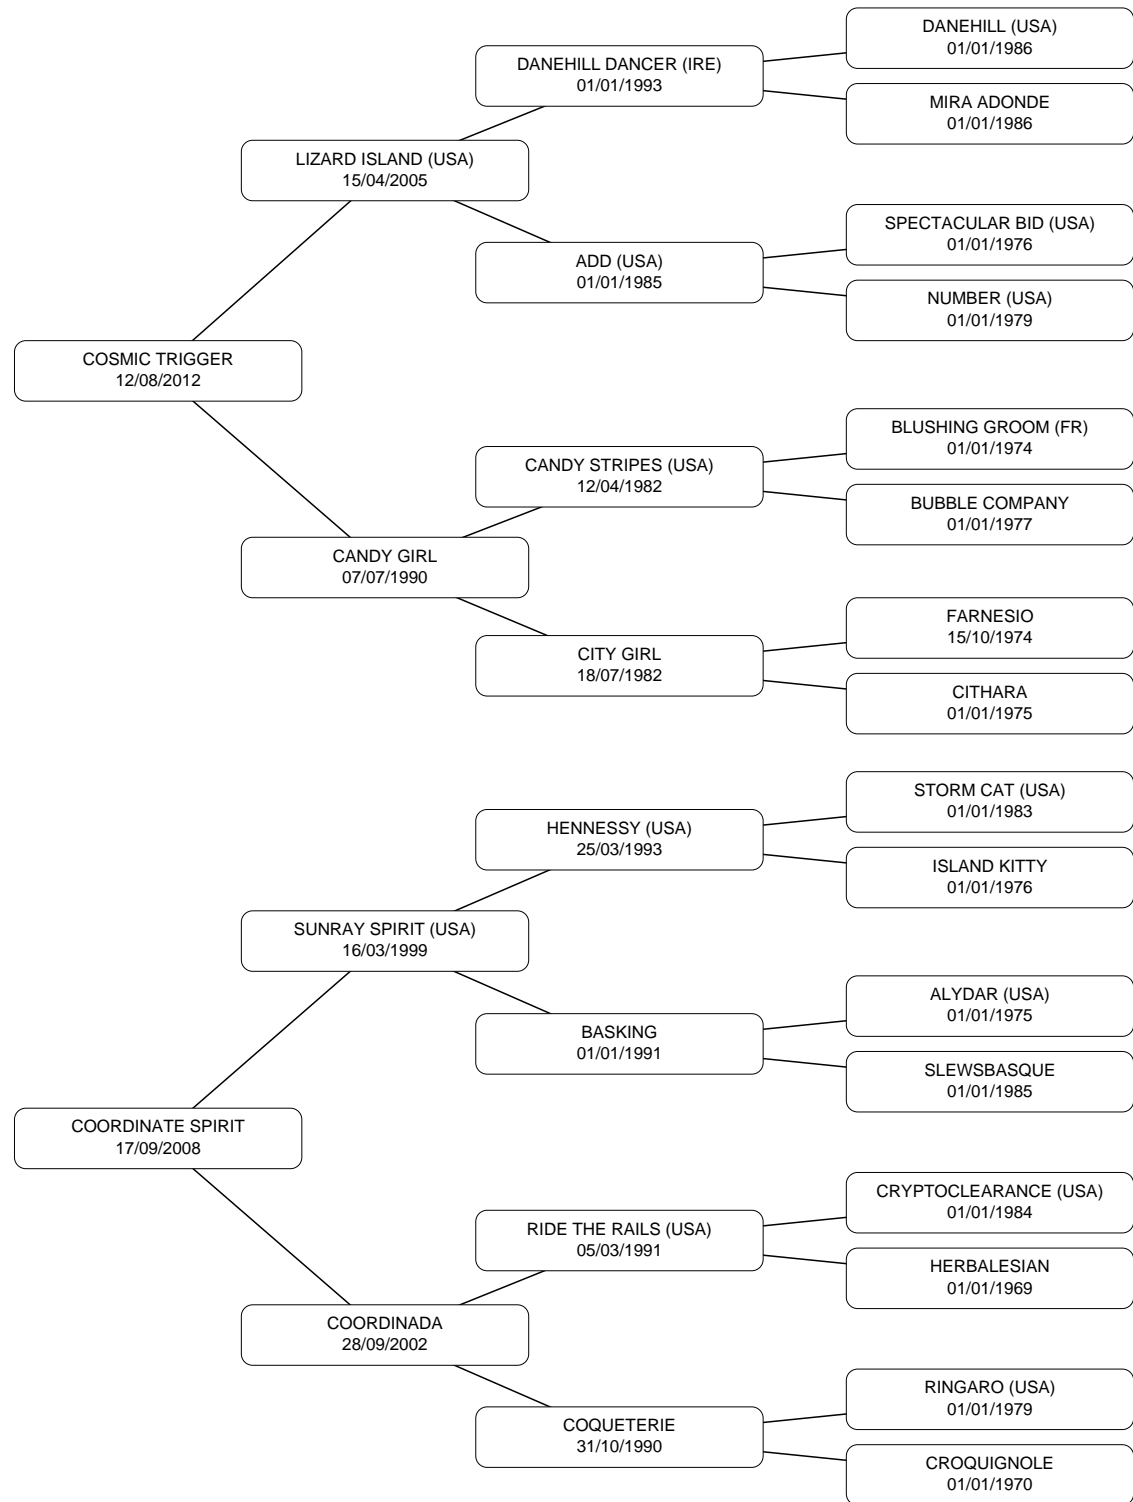 DANEHILL (USA)
01/01/1986
DANEHILL DANCER (IRE)
01/01/1993
MIRA ADONDE
01/01/1986
LIZARD ISLAND (USA)
15/04/2005
SPECTACULAR BID (USA)
01/01/1976
ADD (USA)
01/01/1985
NUMBER (USA)
01/01/1979
COSMIC TRIGGER
12/08/2012
BLUSHING GROOM (FR)
01/01/1974
CANDY STRIPES (USA)
12/04/1982
BUBBLE COMPANY
01/01/1977
CANDY GIRL
07/07/1990
FARNESIO
15/10/1974
CITY GIRL
18/07/1982
CITHARA
01/01/1975
STORM CAT (USA)
01/01/1983
HENNESSY (USA)
25/03/1993
ISLAND KITTY
01/01/1976
SUNRAY SPIRIT (USA)
16/03/1999
ALYDAR (USA)
01/01/1975
BASKING
01/01/1991
SLEWSBASQUE
01/01/1985
COORDINATE SPIRIT
17/09/2008
CRYPTOCLEARANCE (USA)
01/01/1984
RIDE THE RAILS (USA)
05/03/1991
HERBALESIAN
01/01/1969
COORDINADA
28/09/2002
RINGARO (USA)
01/01/1979
COQUETERIE
31/10/1990
CROQUIGNOLE
01/01/1970